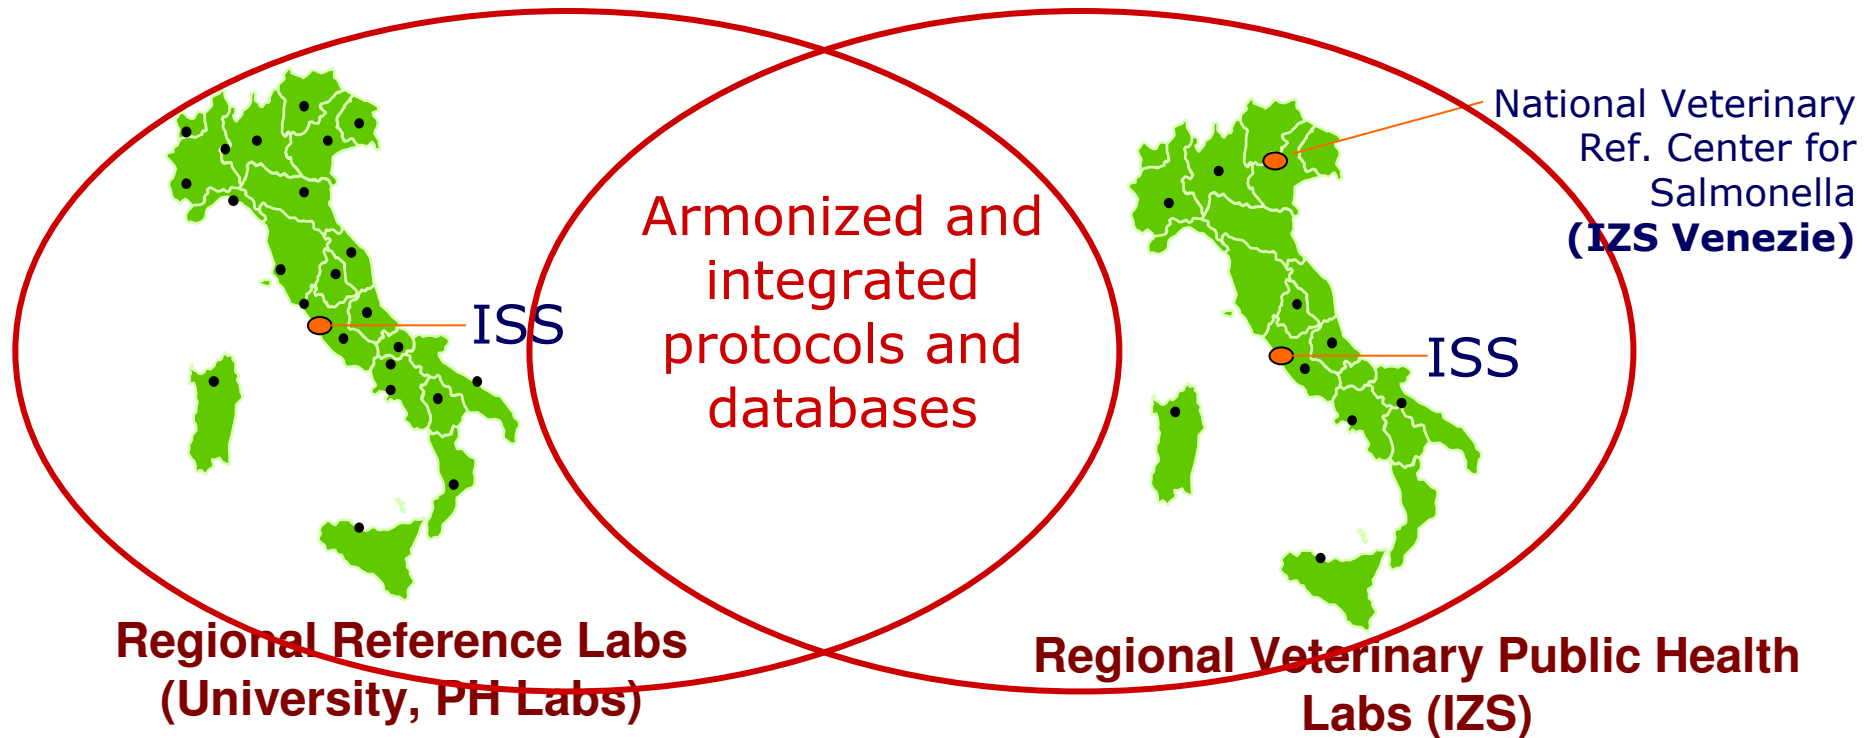 National Veterinary
Ref. Center for
Salmonella
(IZS Venezie)
Armonized and
integrated
protocols and
databases
ISS
ISS
Regional Reference Labs
(University, PH Labs)
Regional Veterinary Public Health
Labs (IZS)